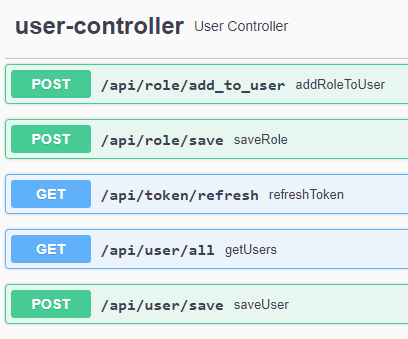 user-controller User Controller
POST /api/role/add_to_user addRoleToUser
POST /api/role/save saveRole
GET /api/token/refresh refreshToken
GET /api/user/all getUsers
POST /api/user/save saveUser